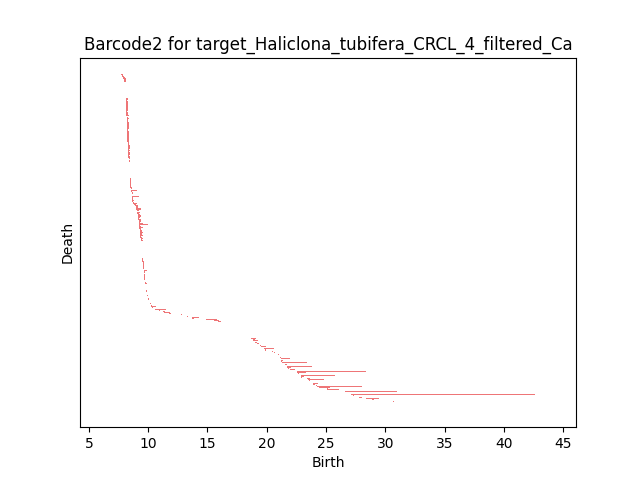 Barcode2 for target_Haliclona_tubifera_CRCL_4_filtered_Ca
Death
5 10 15 20 25 30 35 40 45
Birth